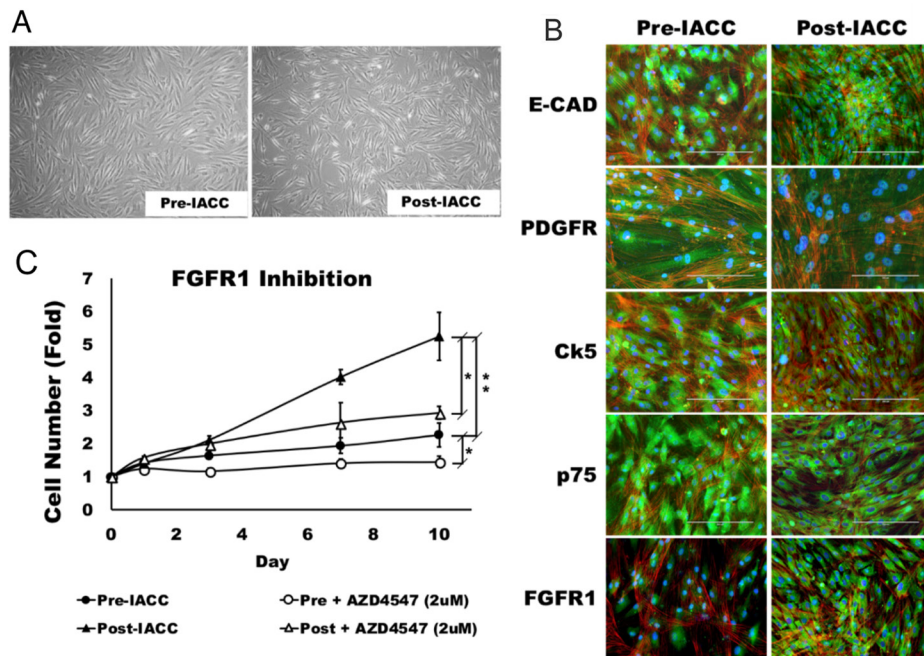 A
Pre-IACC
Post-IACC
B
Pre-IACC Post-IACC
E-CAD
PDGFR
Ck5
p75
FGFR1
C
FGFR1 Inhibition
Cell Number (Fold)
7
6
5
4
3
2
1
0
0 2 4 6 8 10
Day
*
**
*
Pre-IACC
Pre + AZD4547 (2uM)
Post-IACC
Post + AZD4547 (2uM)